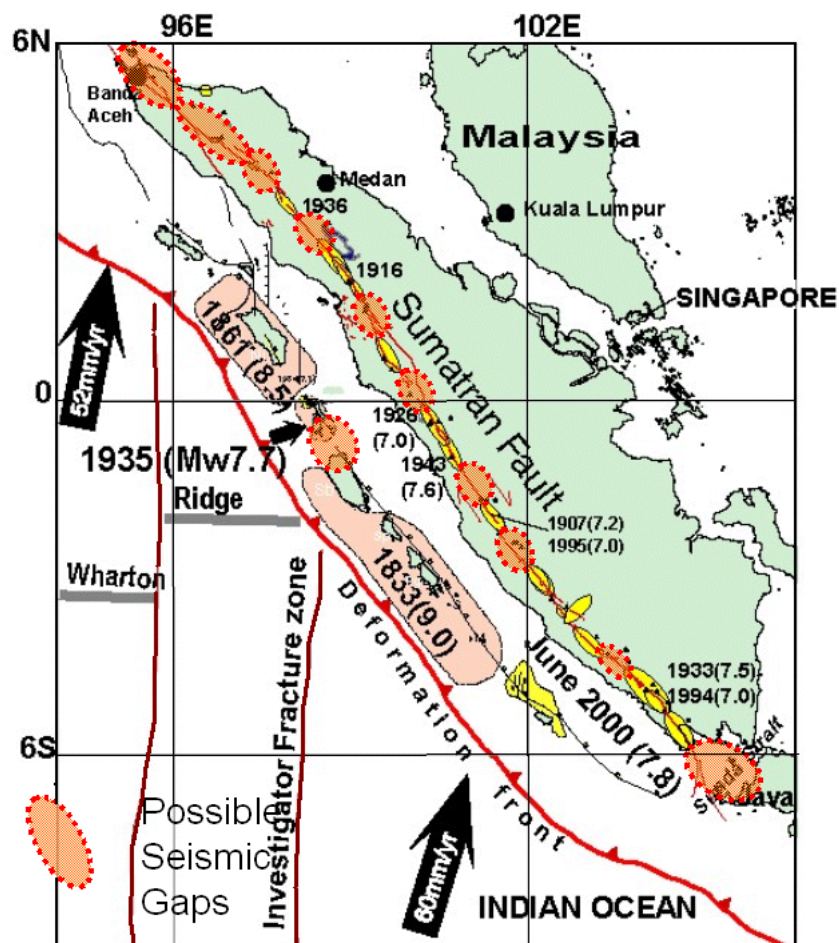 96E 102E
6N
Banda
Aceh
Malaysia
Medan
Kuala Lumpur
1936
1916
SINGAPORE
52mm/yr
1861(8.5)
Sumatran Fault
0
1926
(7.0)
1935 (Mw7.7)
1943
(7.6)
Ridge
1907(7.2)
1995(7.0)
Wharton
1833(9.0)
Deformation front
Investigator Fracture zone
June 2000 (7.8)
1933(7.5)
1994(7.0)
6S
Sunda Strait
Java
Possible
Seismic
Gaps
60mm/yr
INDIAN OCEAN